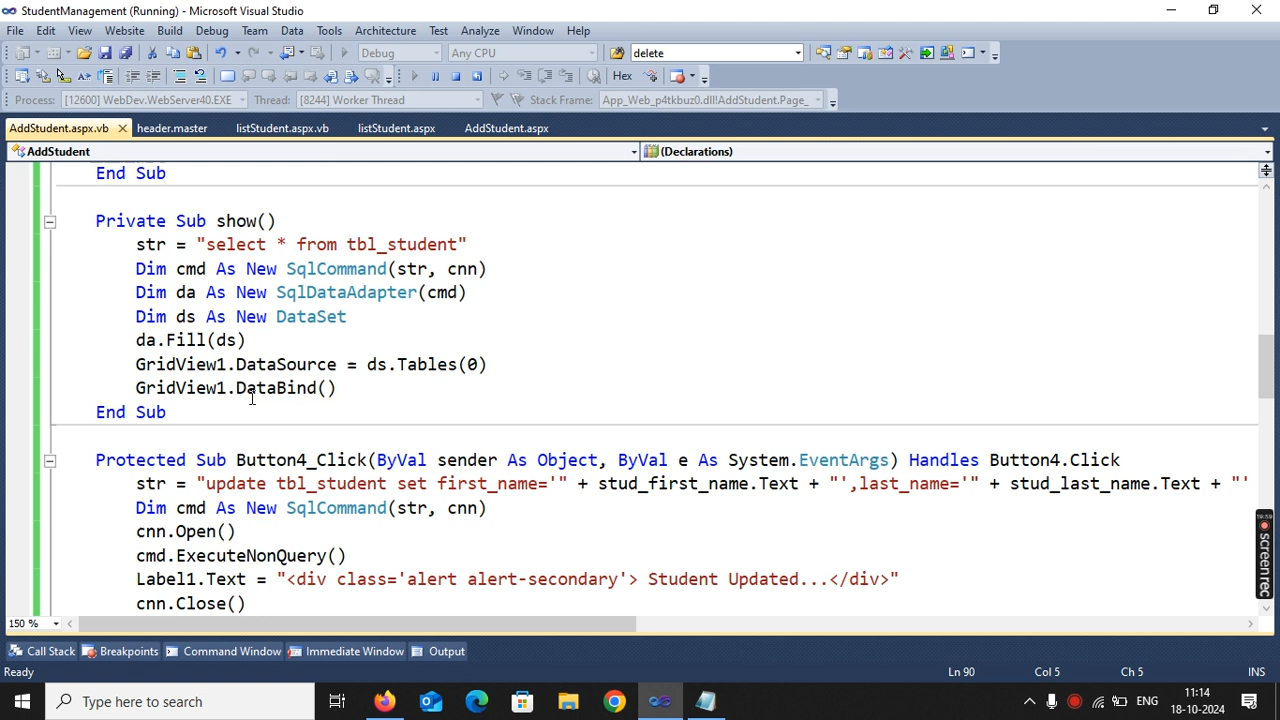 StudentManagement (Running) - Microsoft Visual Studio
File Edit View Website Build Debug Team Data Tools Architecture Test Analyze Window Help
Debug Any CPU delete
Hex
Process: [12600] WebDev.WebServer40.EXE Thread: [8244] Worker Thread Stack Frame: App_Web_p4tkbuz0.dll!AddStudent.Page_
AddStudent.aspx.vb header.master listStudent.aspx.vb listStudent.aspx AddStudent.aspx
AddStudent (Declarations)
End Sub
Private Sub show()
str = "select * from tbl_student"
Dim cmd As New SqlCommand(str, cnn)
Dim da As New SqlDataAdapter(cmd)
Dim ds As New DataSet
da.Fill(ds)
GridView1.DataSource = ds.Tables(0)
GridView1.DataBind()
End Sub
Protected Sub Button4_Click(ByVal sender As Object, ByVal e As System.EventArgs) Handles Button4.Click
str = "update tbl_student set first_name='" + stud_first_name.Text + "',last_name='" + stud_last_name.Text + "'
Dim cmd As New SqlCommand(str, cnn)
cnn.Open()
cmd.ExecuteNonQuery()
Label1.Text = "<div class='alert alert-secondary'> Student Updated...</div>"
cnn.Close()
screen rec
150 %
Call Stack Breakpoints Command Window Immediate Window Output
Ready Ln 90 Col 5 Ch 5 INS
Type here to search
ENG
11:14
18-10-2024